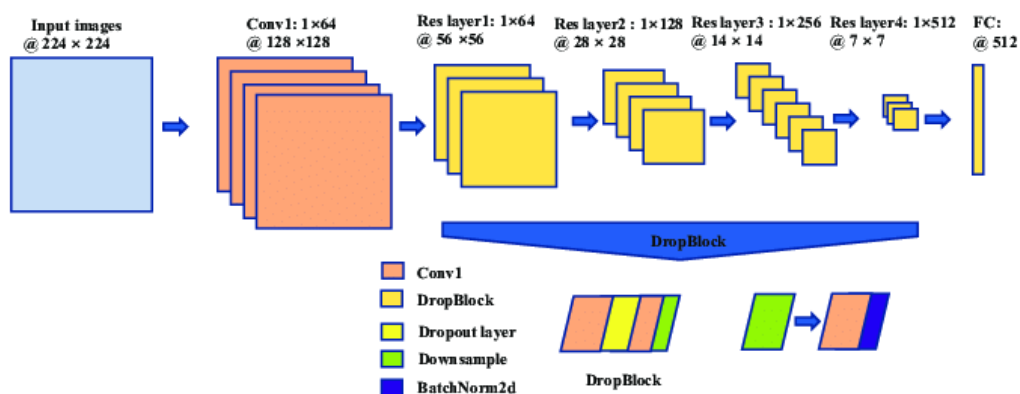 Input images
@ 224 × 224
Conv1: 1×64
@ 128 ×128
Res layer1: 1×64
@ 56 ×56
Res layer2 : 1×128
@ 28 × 28
Res layer3 : 1×256
@ 14 × 14
Res layer4: 1×512
@ 7 × 7
FC:
@ 512
DropBlock
Conv1
DropBlock
Dropout layer
Downsample
BatchNorm2d
DropBlock